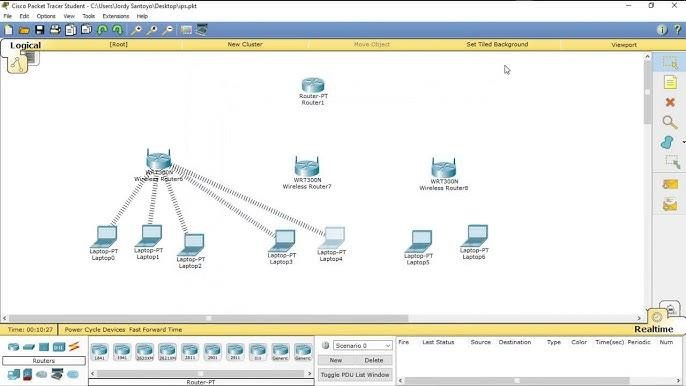 Cisco Packet Tracer Student - C:\Users\Jordy Santoyo\Desktop\ips.pkt
File Edit Options View Tools Extensions Help
Logical [Root] New Cluster Move Object Set Tiled Background Viewport
Router-PT
Router1
WRT300N
Wireless Router6
WRT300N
Wireless Router7
WRT300N
Wireless Router8
Laptop-PT
Laptop0
Laptop-PT
Laptop1
Laptop-PT
Laptop2
Laptop-PT
Laptop3
Laptop-PT
Laptop4
Laptop-PT
Laptop5
Laptop-PT
Laptop6
Time: 00:10:27 Power Cycle Devices Fast Forward Time Realtime
Routers
1841 1941 2620XM 2621XM 2811 2901 2911 Generic Generic
Router-PT
Scenario 0
New Delete
Toggle PDU List Window
Fire Last Status Source Destination Type Color Time(sec) Periodic Num